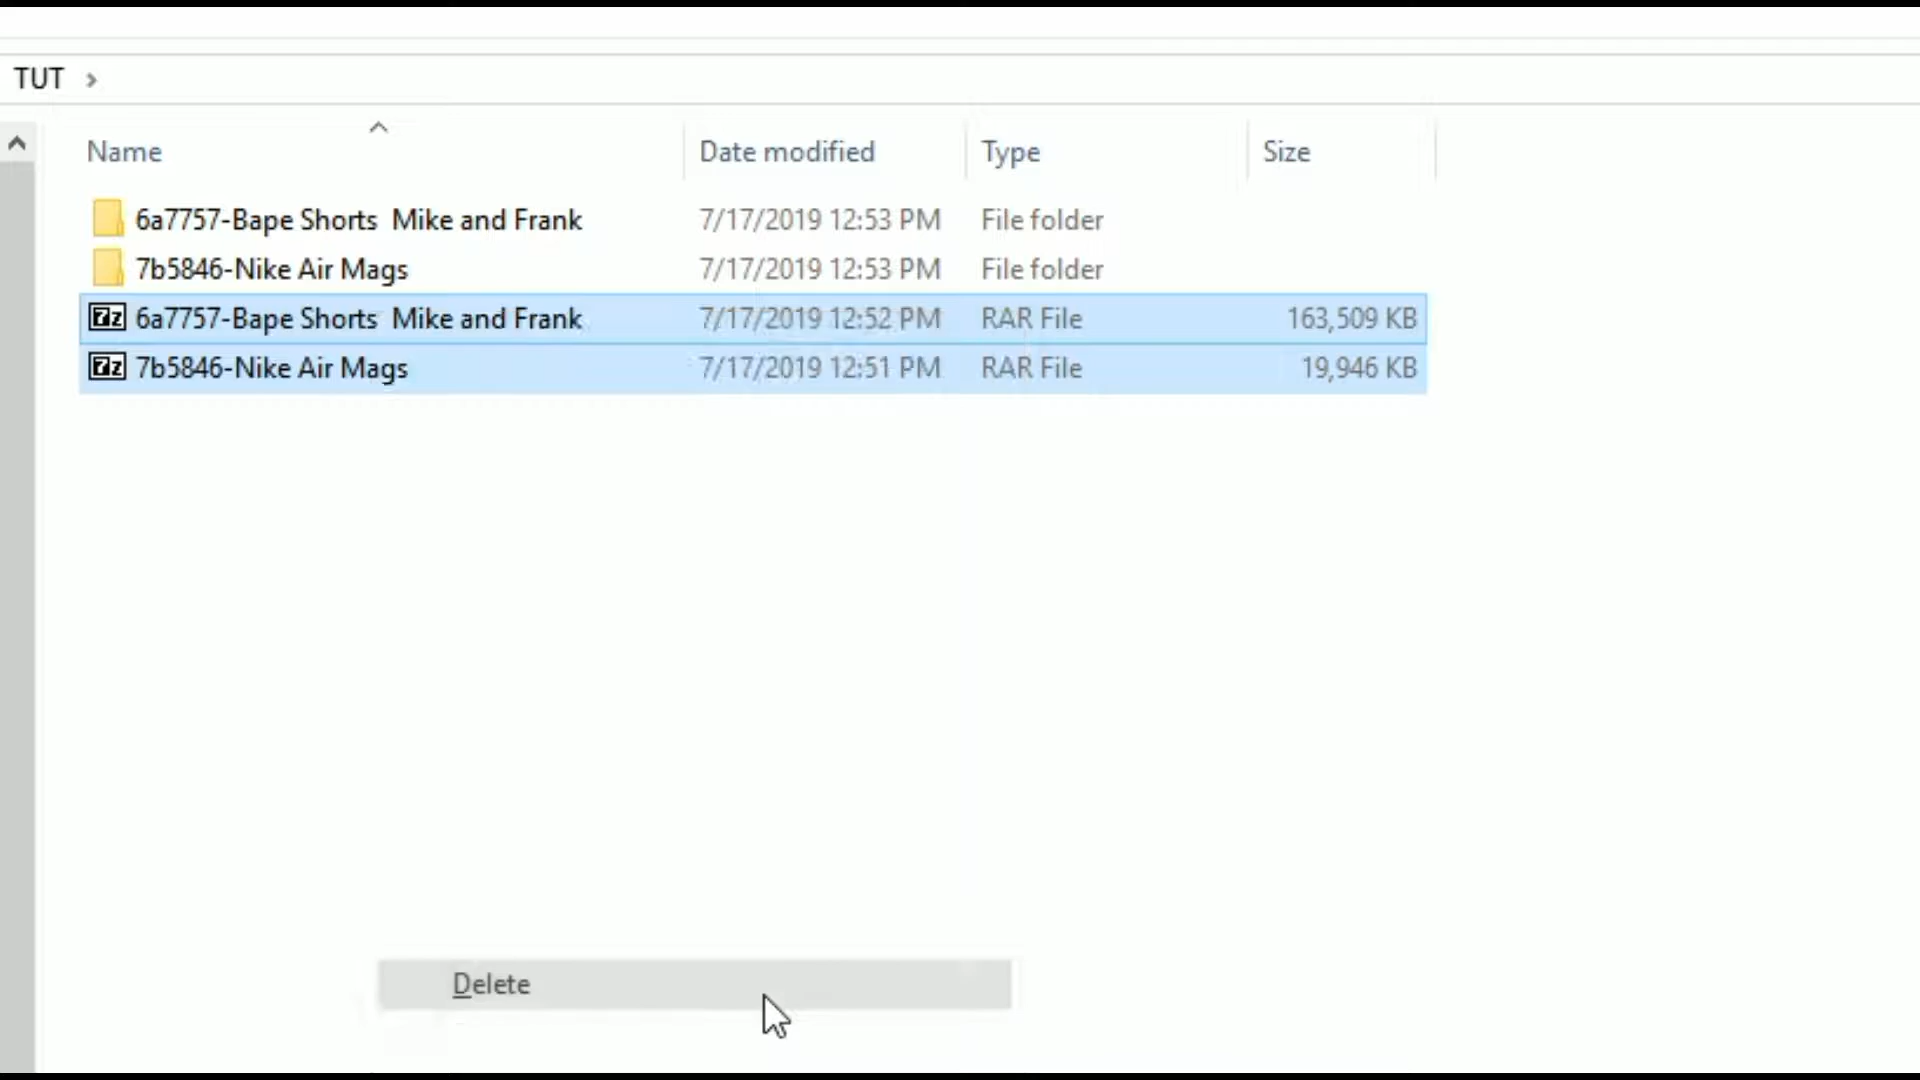 TUT
Name Date modified Type Size
6a7757-Bape Shorts  Mike and Frank 7/17/2019 12:53 PM File folder
7b5846-Nike Air Mags 7/17/2019 12:53 PM File folder
7z 6a7757-Bape Shorts  Mike and Frank 7/17/2019 12:52 PM RAR File 163,509 KB
7z 7b5846-Nike Air Mags 7/17/2019 12:51 PM RAR File 19,946 KB
Delete